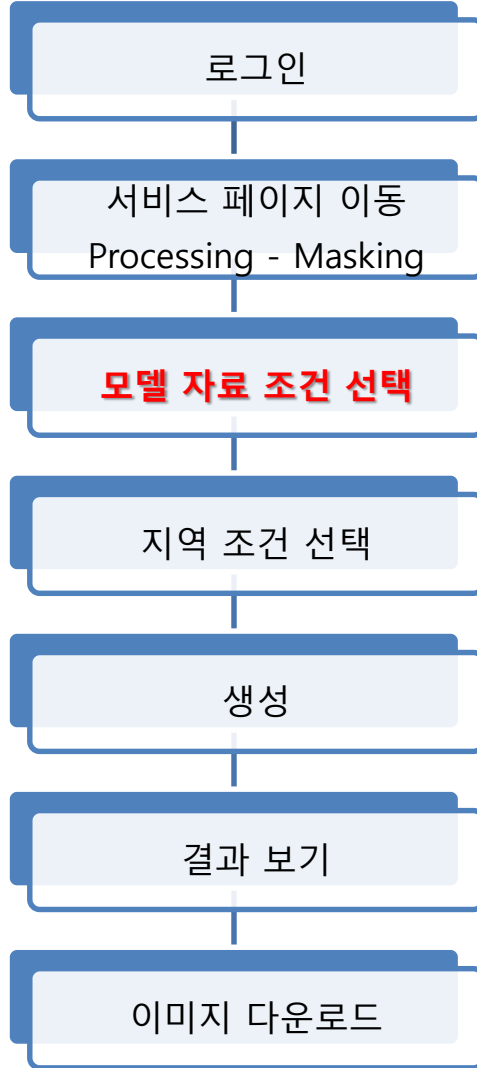 로그인
서비스 페이지 이동
Processing - Masking
모델 자료 조건 선택
지역 조건 선택
생성
결과 보기
이미지 다운로드